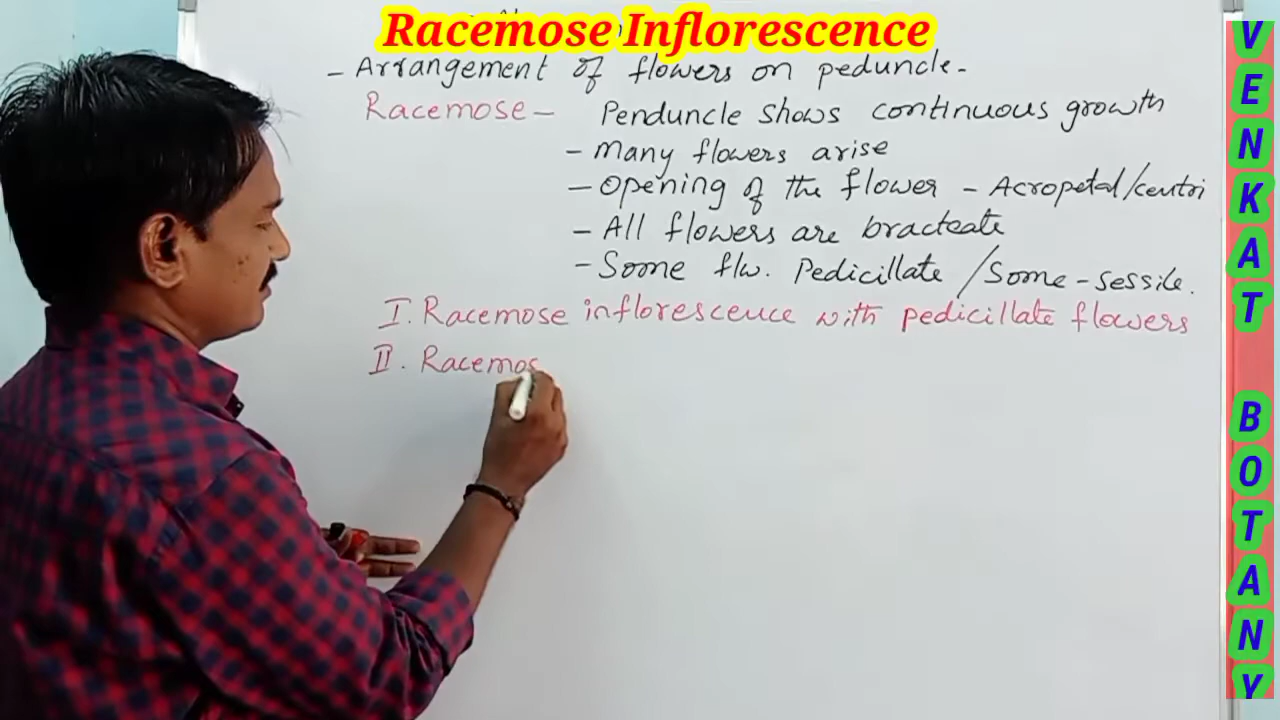 Racemose Inflorescence
- Arrangement of flowers on peduncle.
Racemose - Penduncle shows continuous growth
- Many flowers arise
- Opening of the flower - Acropetal/centri
- All flowers are bracteate
- Some flw. Pedicillate / Some - sessile.
I. Racemose inflorescence with pedicillate flowers
II. Racemos
VENKAT BOTANY